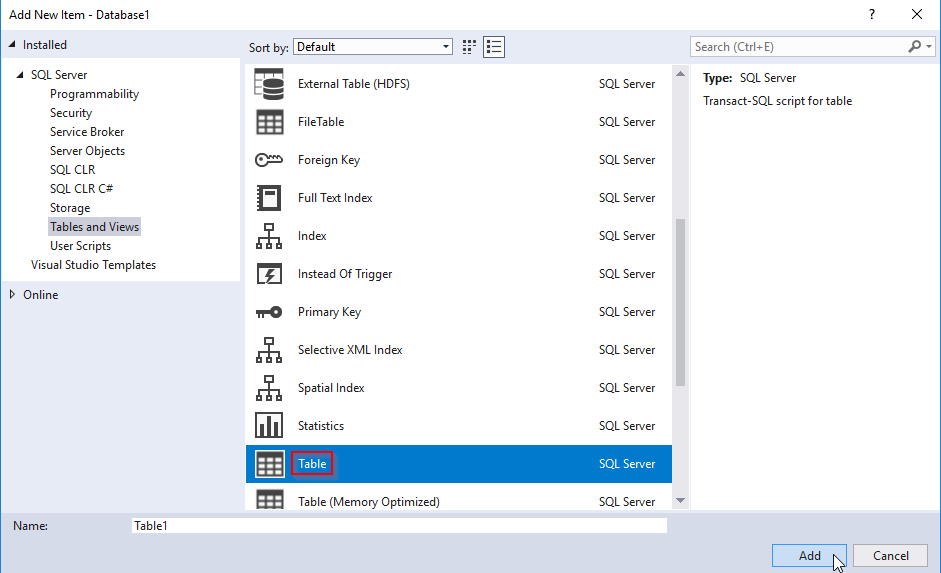 Add New Item - Database1
?
Installed
Sort by: Default
Search (Ctrl+E)
SQL Server
Programmability
Security
Service Broker
Server Objects
SQL CLR
SQL CLR C#
Storage
Tables and Views
User Scripts
Visual Studio Templates
Online
External Table (HDFS) SQL Server
FileTable SQL Server
Foreign Key SQL Server
Full Text Index SQL Server
Index SQL Server
Instead Of Trigger SQL Server
Primary Key SQL Server
Selective XML Index SQL Server
Spatial Index SQL Server
Statistics SQL Server
Table SQL Server
Table (Memory Optimized) SQL Server
Type: SQL Server
Transact-SQL script for table
Name: Table1
Add Cancel